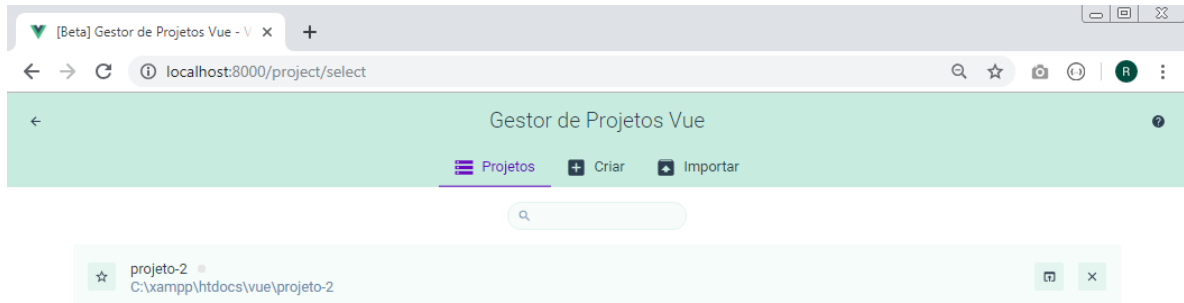 [Beta] Gestor de Projetos Vue - V
localhost:8000/project/select
R
Gestor de Projetos Vue
Projetos Criar Importar
projeto-2
C:\xampp\htdocs\vue\projeto-2